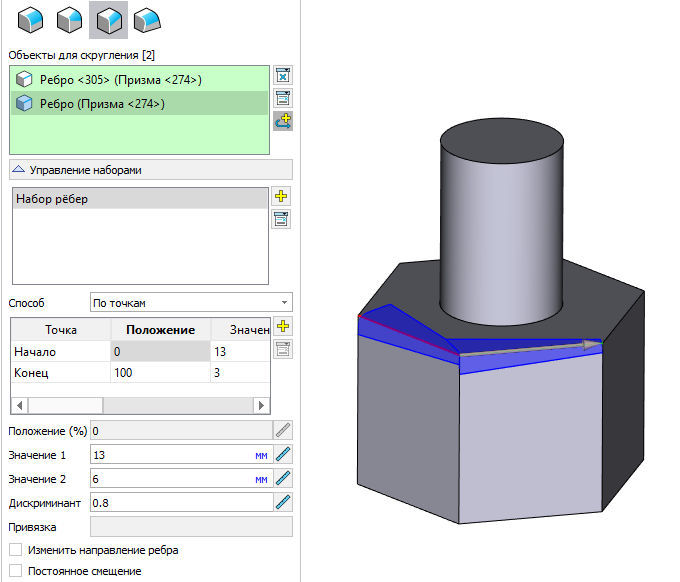 Объекты для скругления [2]
Ребро <305> (Призма <274>)
Ребро (Призма <274>)
Управление наборами
Набор рёбер
Способ По точкам
Точка Положение Значен
Начало 0 13
Конец 100 3
Положение (%) 0
Значение 1 13 мм
Значение 2 6 мм
Дискриминант 0.8
Привязка
Изменить направление ребра
Постоянное смещение